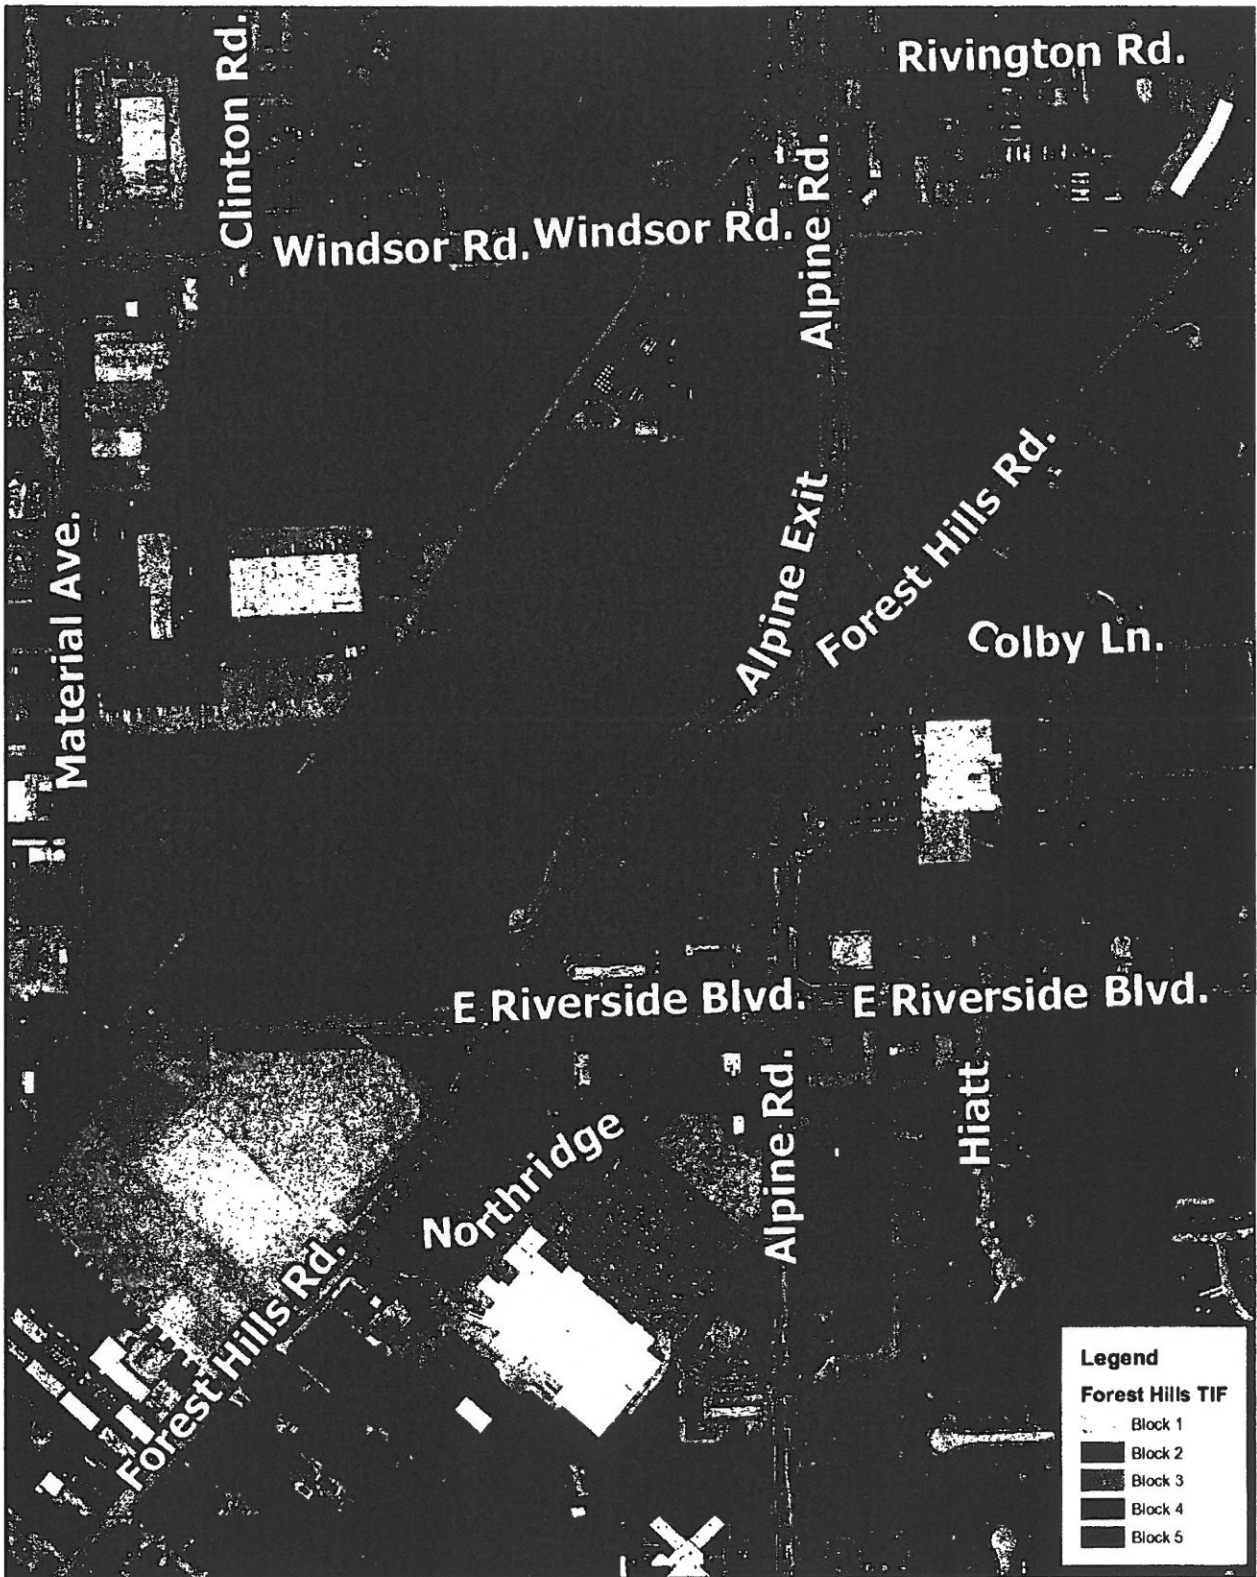 Rivington Rd.
Clinton Rd.
Alpine Rd.
Windsor Rd.
Windsor Rd.
Alpine Exit
Forest Hills Rd.
Material Ave.
Colby Ln.
E Riverside Blvd.
E Riverside Blvd.
Northridge
Alpine Rd.
Hiatt
Forest Hills Rd.
Legend
Forest Hills TIF
Block 1
Block 2
Block 3
Block 4
Block 5